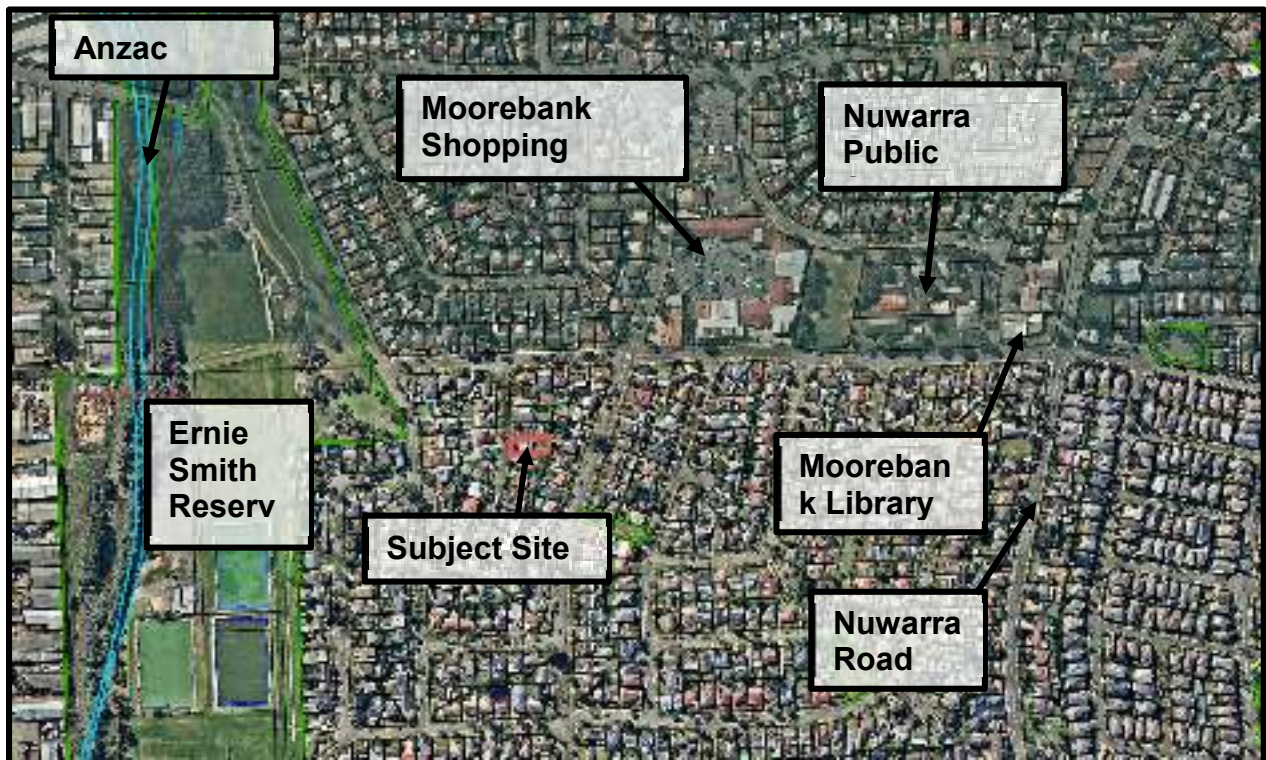 Anzac
Moorebank
Shopping
Nuwarra
Public
Ernie
Smith
Reserv
Mooreban
k Library
Subject Site
Nuwarra
Road